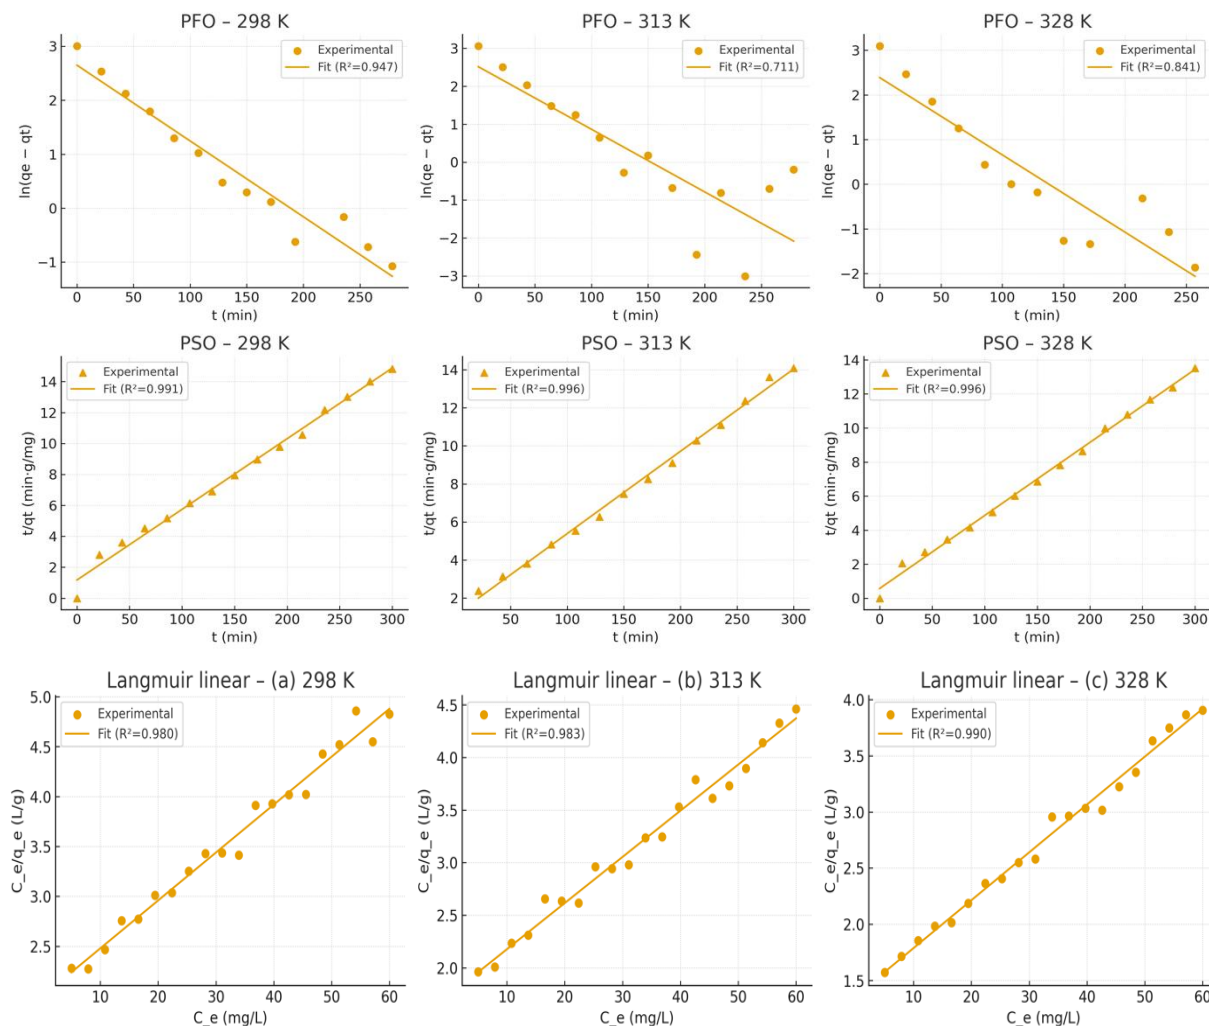 PFO – 298 K
PFO – 313 K
PFO – 328 K
ln(qe − qt)
3
2
1
0
−1
Experimental
Fit (R²=0.947)
0
50
100
150
200
250
t (min)
ln(qe − qt)
3
2
1
0
−1
−2
−3
Experimental
Fit (R²=0.711)
0
50
100
150
200
250
t (min)
ln(qe − qt)
3
2
1
0
−1
−2
Experimental
Fit (R²=0.841)
0
50
100
150
200
250
t (min)
PSO – 298 K
PSO – 313 K
PSO – 328 K
t/qt (min·g/mg)
14
12
10
8
6
4
2
0
Experimental
Fit (R²=0.991)
0
50
100
150
200
250
300
t (min)
t/qt (min·g/mg)
14
12
10
8
6
4
2
Experimental
Fit (R²=0.996)
50
100
150
200
250
300
t (min)
t/qt (min·g/mg)
14
12
10
8
6
4
2
0
Experimental
Fit (R²=0.996)
0
50
100
150
200
250
300
t (min)
Langmuir linear – (a) 298 K
Langmuir linear – (b) 313 K
Langmuir linear – (c) 328 K
C_e/q_e (L/g)
5.0
4.5
4.0
3.5
3.0
2.5
Experimental
Fit (R²=0.980)
10
20
30
40
50
60
C_e (mg/L)
C_e/q_e (L/g)
4.5
4.0
3.5
3.0
2.5
2.0
Experimental
Fit (R²=0.983)
10
20
30
40
50
60
C_e (mg/L)
C_e/q_e (L/g)
4.0
3.5
3.0
2.5
2.0
1.5
Experimental
Fit (R²=0.990)
10
20
30
40
50
60
C_e (mg/L)